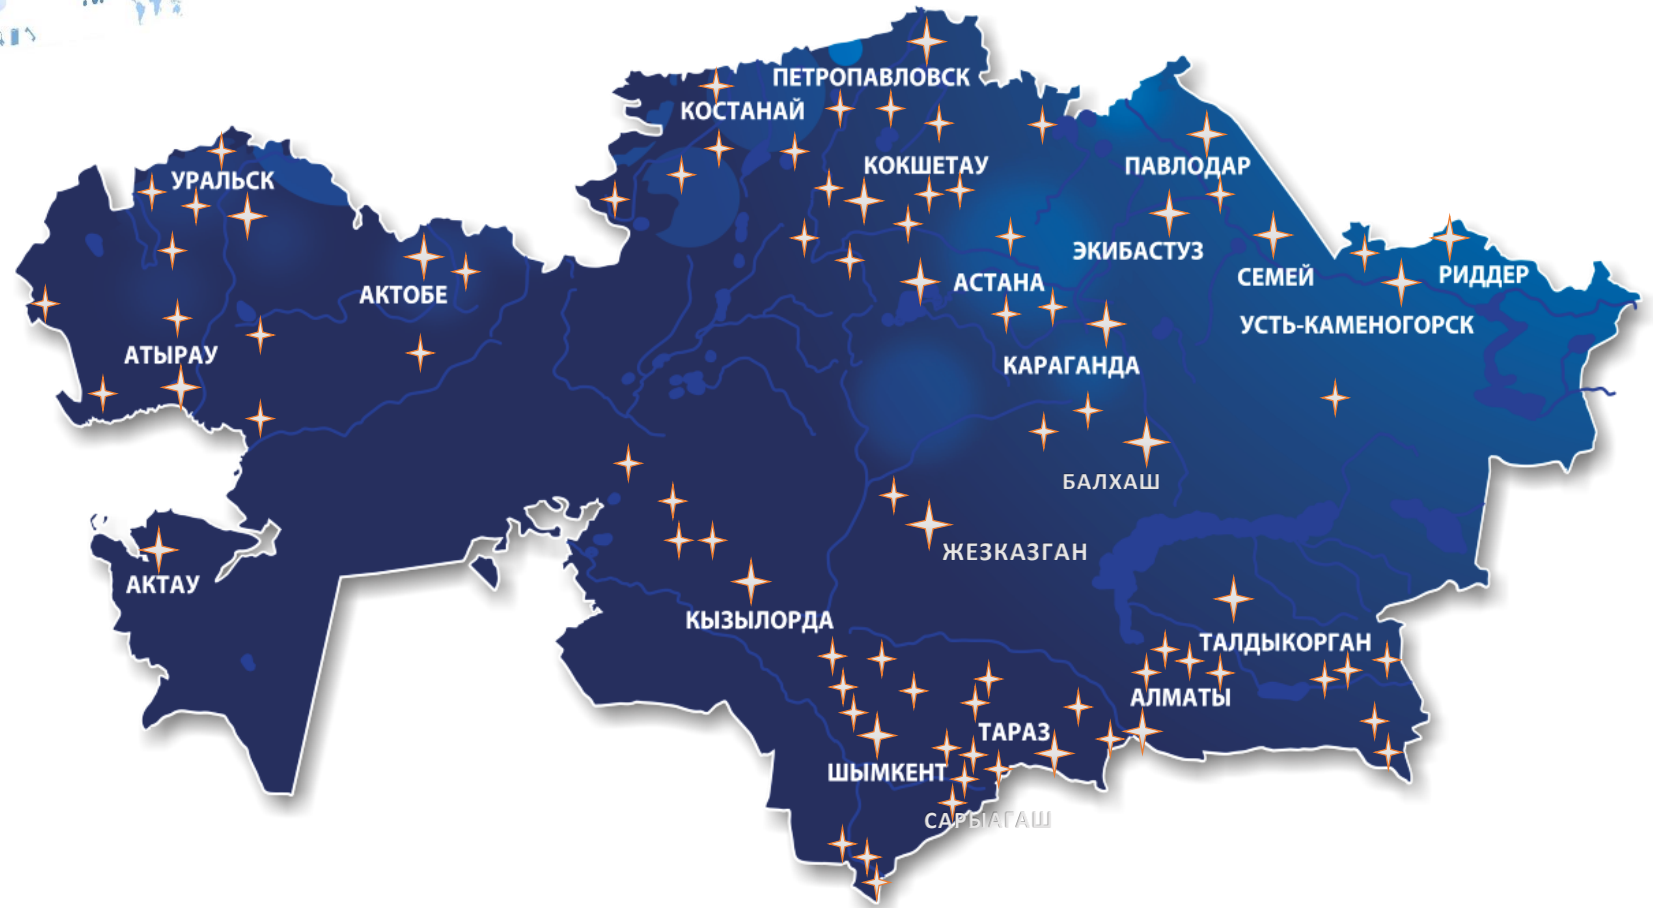 ПЕТРОПАВЛОВСК
КОСТАНАЙ
КОКШЕТАУ
ПАВЛОДАР
УРАЛЬСК
ЭКИБАСТУЗ
СЕМЕЙ
РИДДЕР
АСТАНА
АКТОБЕ
УСТЬ-КАМЕНОГОРСК
АТЫРАУ
КАРАГАНДА
БАЛХАШ
ЖЕЗКАЗГАН
АКТАУ
КЫЗЫЛОРДА
ТАЛДЫКОРГАН
АЛМАТЫ
ТАРАЗ
ШЫМКЕНТ
САРЫАГАШ